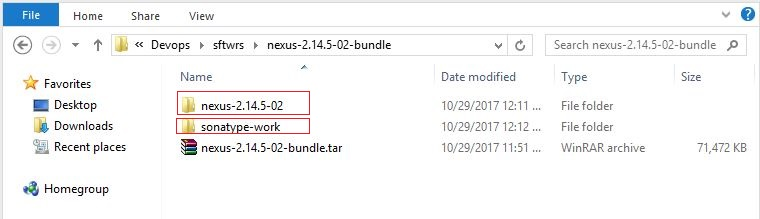 File Home Share View
« Devops ▸ sftwrs ▸ nexus-2.14.5-02-bundle Search nexus-2.14.5-02-bundle
Name Date modified Type Size
Favorites
Desktop
Downloads
Recent places
Homegroup
nexus-2.14.5-02 10/29/2017 12:11 ... File folder
sonatype-work 10/29/2017 12:12 ... File folder
nexus-2.14.5-02-bundle.tar 10/29/2017 11:51 ... WinRAR archive 71,472 KB